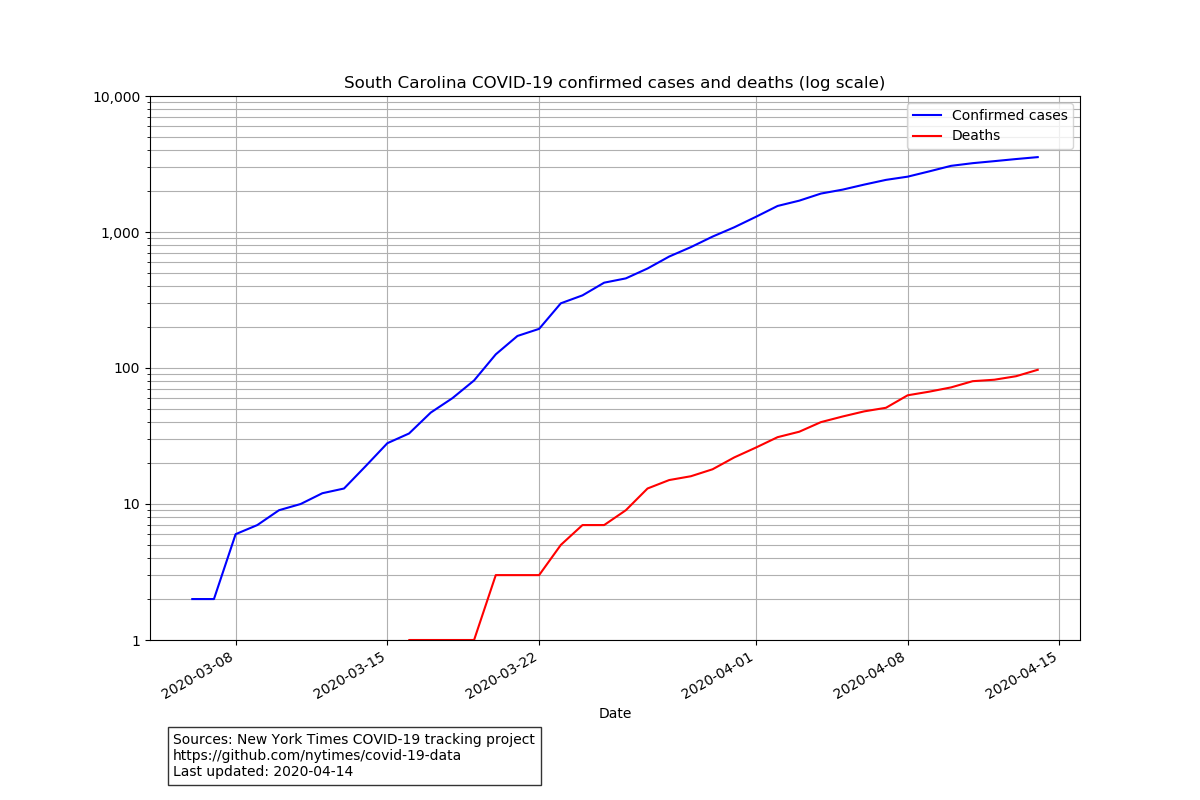 South Carolina COVID-19 confirmed cases and deaths (log scale)
10,000
1,000
100
10
1
Confirmed cases
Deaths
2020-03-08
2020-03-15
2020-03-22
2020-04-01
2020-04-08
2020-04-15
Date
Sources: New York Times COVID-19 tracking project
https://github.com/nytimes/covid-19-data
Last updated: 2020-04-14